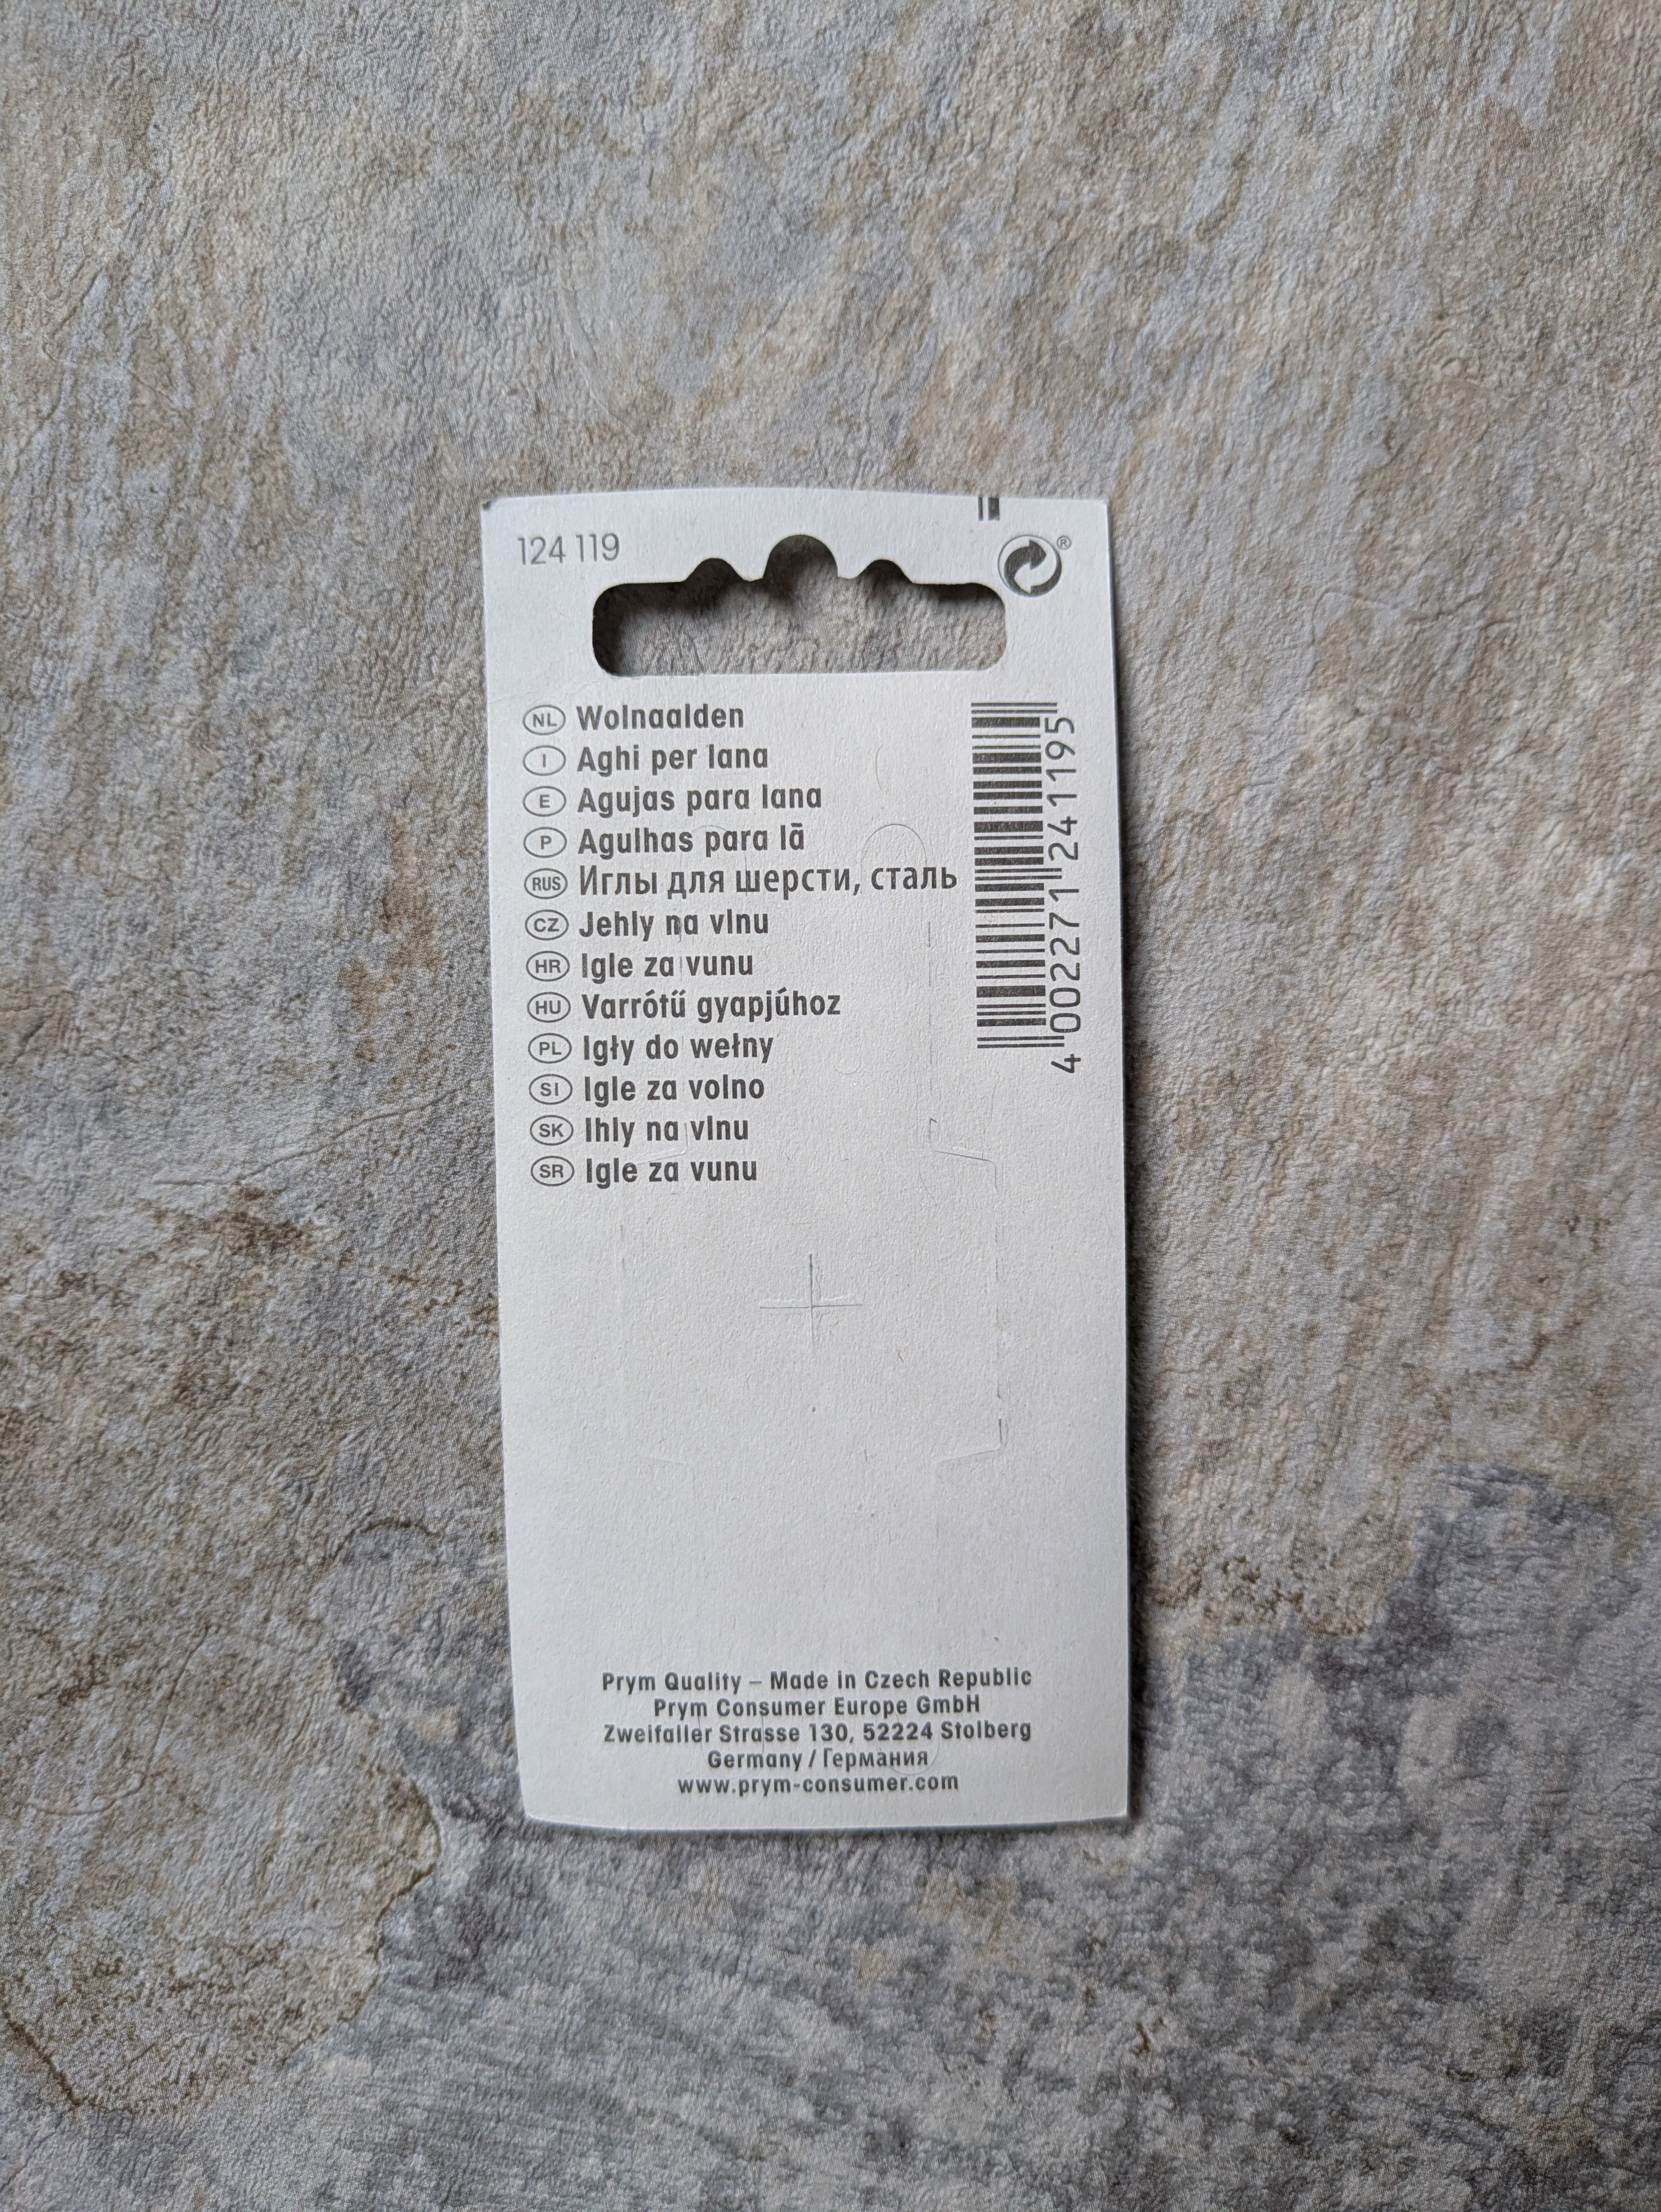 124 119
®
NL Wolnaalden
I Aghi per lana
E Agujas para lana
P Agulhas para lã
RUS Иглы для шерсти, сталь
CZ Jehly na vlnu
HR Igle za vunu
HU Varrótű gyapjúhoz
PL Igły do wełny
SI Igle za volno
SK Ihly na vlnu
SR Igle za vunu
4 002271 241195
Prym Quality – Made in Czech Republic
Prym Consumer Europe GmbH
Zweifaller Strasse 130, 52224 Stolberg
Germany / Германия
www.prym-consumer.com